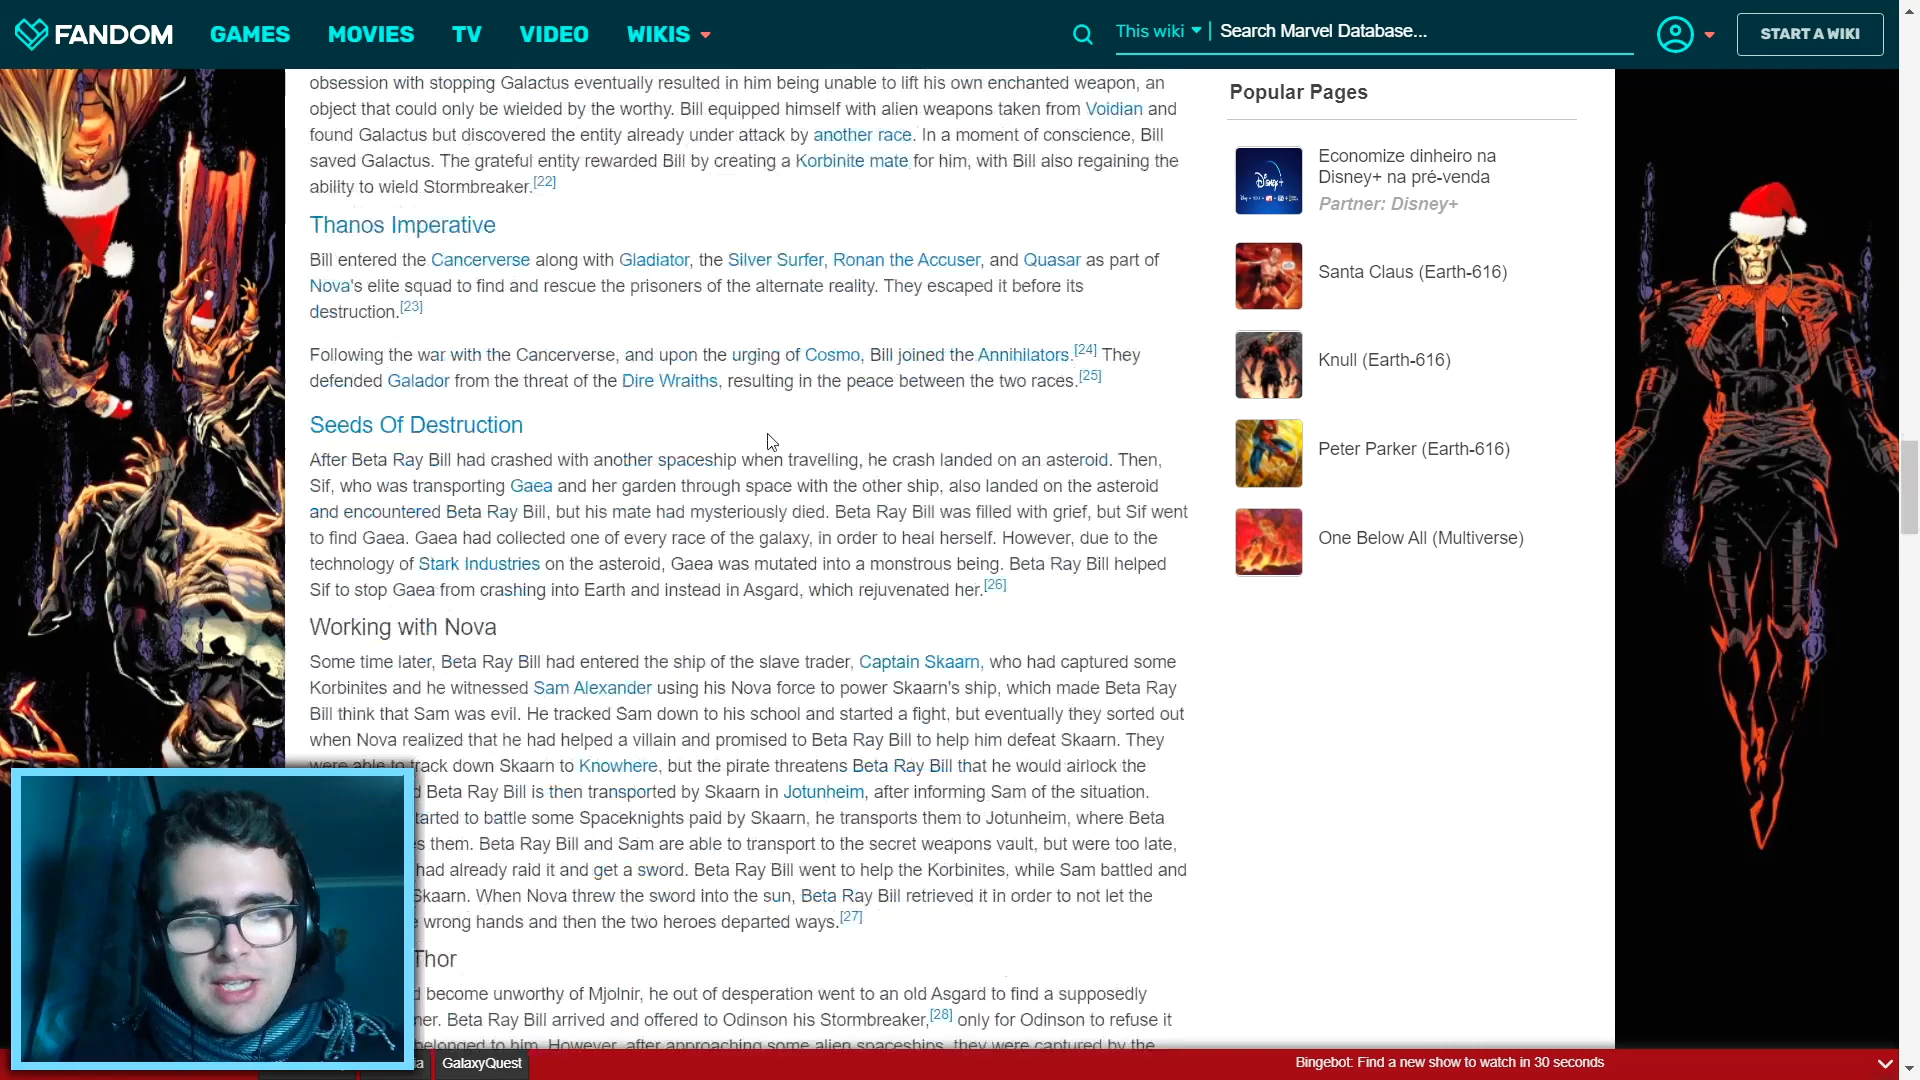 FANDOM
GAMES
MOVIES
TV
VIDEO
WIKIS
This wiki
Search Marvel Database...
START A WIKI
obsession with stopping Galactus eventually resulted in him being unable to lift his own enchanted weapon, an
object that could only be wielded by the worthy. Bill equipped himself with alien weapons taken from Voidian and
found Galactus but discovered the entity already under attack by another race. In a moment of conscience, Bill
saved Galactus. The grateful entity rewarded Bill by creating a Korbinite mate for him, with Bill also regaining the
ability to wield Stormbreaker.[22]
Thanos Imperative
Bill entered the Cancerverse along with Gladiator, the Silver Surfer, Ronan the Accuser, and Quasar as part of
Nova's elite squad to find and rescue the prisoners of the alternate reality. They escaped it before its
destruction.[23]
Following the war with the Cancerverse, and upon the urging of Cosmo, Bill joined the Annihilators.[24] They
defended Galador from the threat of the Dire Wraiths, resulting in the peace between the two races.[25]
Seeds Of Destruction
After Beta Ray Bill had crashed with another spaceship when travelling, he crash landed on an asteroid. Then,
Sif, who was transporting Gaea and her garden through space with the other ship, also landed on the asteroid
and encountered Beta Ray Bill, but his mate had mysteriously died. Beta Ray Bill was filled with grief, but Sif went
to find Gaea. Gaea had collected one of every race of the galaxy, in order to heal herself. However, due to the
technology of Stark Industries on the asteroid, Gaea was mutated into a monstrous being. Beta Ray Bill helped
Sif to stop Gaea from crashing into Earth and instead in Asgard, which rejuvenated her.[26]
Working with Nova
Some time later, Beta Ray Bill had entered the ship of the slave trader, Captain Skaarn, who had captured some
Korbinites and he witnessed Sam Alexander using his Nova force to power Skaarn's ship, which made Beta Ray
Bill think that Sam was evil. He tracked Sam down to his school and started a fight, but eventually they sorted out
when Nova realized that he had helped a villain and promised to Beta Ray Bill to help him defeat Skaarn. They
were able to track down Skaarn to Knowhere, but the pirate threatens Beta Ray Bill that he would airlock the
Beta Ray Bill is then transported by Skaarn in Jotunheim, after informing Sam of the situation.
tarted to battle some Spaceknights paid by Skaarn, he transports them to Jotunheim, where Beta
s them. Beta Ray Bill and Sam are able to transport to the secret weapons vault, but were too late,
had already raid it and get a sword. Beta Ray Bill went to help the Korbinites, while Sam battled and
Skaarn. When Nova threw the sword into the sun, Beta Ray Bill retrieved it in order to not let the
wrong hands and then the two heroes departed ways.[27]
Thor
become unworthy of Mjolnir, he out of desperation went to an old Asgard to find a supposedly
mer. Beta Ray Bill arrived and offered to Odinson his Stormbreaker,[28] only for Odinson to refuse it
belonged to him. However, after approaching some alien spaceships, they were captured by the
Popular Pages
Economize dinheiro na
Disney+ na pré-venda
Partner: Disney+
Santa Claus (Earth-616)
Knull (Earth-616)
Peter Parker (Earth-616)
One Below All (Multiverse)
Disney+
GalaxyQuest
Bingebot: Find a new show to watch in 30 seconds